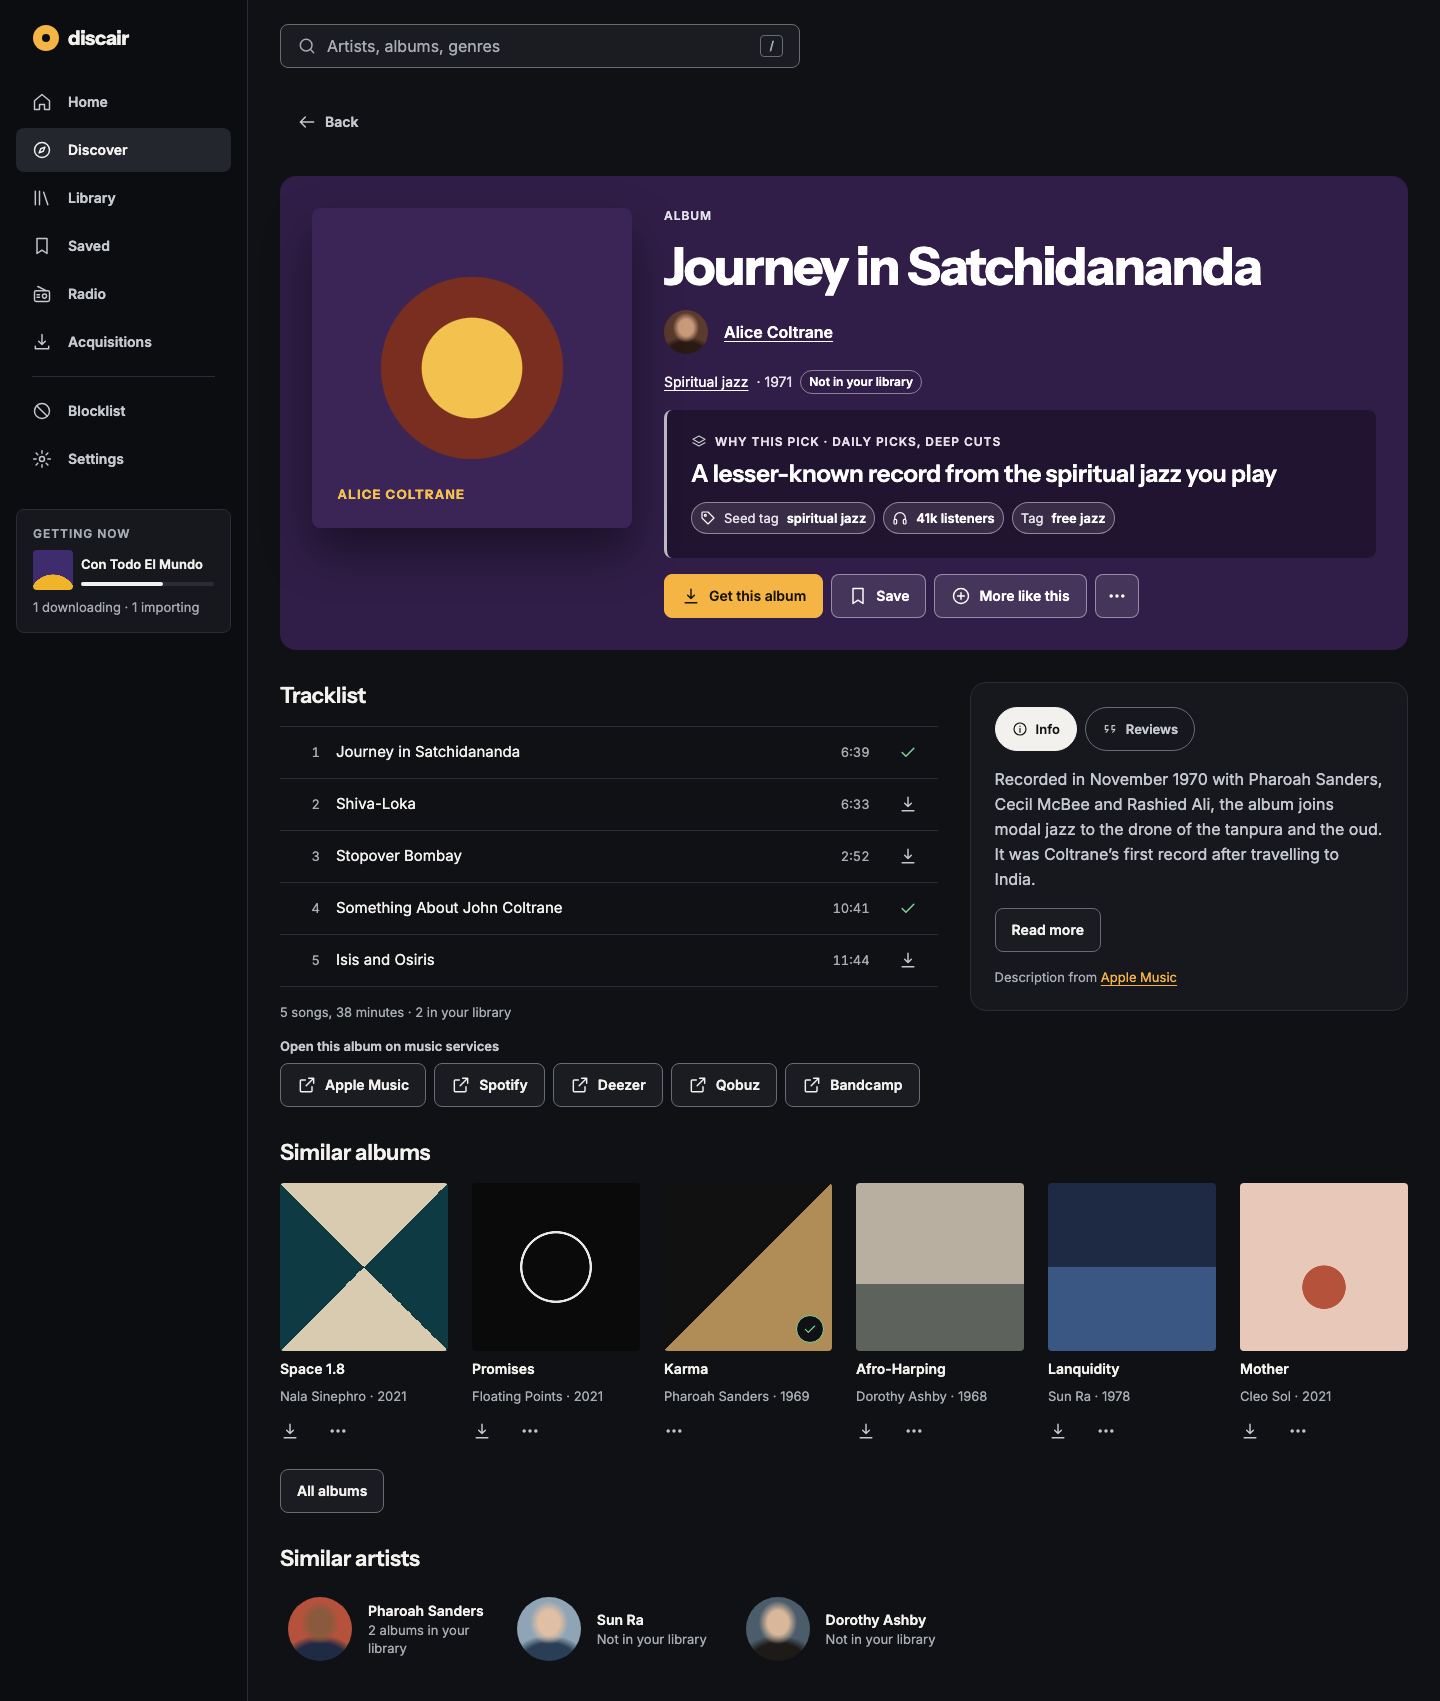 discair
Artists, albums, genres
/
Home
Discover
Library
Saved
Radio
Acquisitions
Blocklist
Settings
GETTING NOW
Con Todo El Mundo
1 downloading · 1 importing
Back
ALICE COLTRANE
ALBUM
Journey in Satchidananda
Alice Coltrane
Spiritual jazz · 1971 Not in your library
WHY THIS PICK · DAILY PICKS, DEEP CUTS
A lesser-known record from the spiritual jazz you play
Seed tag spiritual jazz 41k listeners Tag free jazz
Get this album Save More like this
Tracklist
1 Journey in Satchidananda 6:39
2 Shiva-Loka 6:33
3 Stopover Bombay 2:52
4 Something About John Coltrane 10:41
5 Isis and Osiris 11:44
5 songs, 38 minutes · 2 in your library
Open this album on music services
Apple Music Spotify Deezer Qobuz Bandcamp
Info Reviews
Recorded in November 1970 with Pharoah Sanders,
Cecil McBee and Rashied Ali, the album joins
modal jazz to the drone of the tanpura and the oud.
It was Coltrane’s first record after travelling to
India.
Read more
Description from Apple Music
Similar albums
Space 1.8
Nala Sinephro · 2021
Promises
Floating Points · 2021
Karma
Pharoah Sanders · 1969
Afro-Harping
Dorothy Ashby · 1968
Lanquidity
Sun Ra · 1978
Mother
Cleo Sol · 2021
All albums
Similar artists
Pharoah Sanders
2 albums in your
library
Sun Ra
Not in your library
Dorothy Ashby
Not in your library